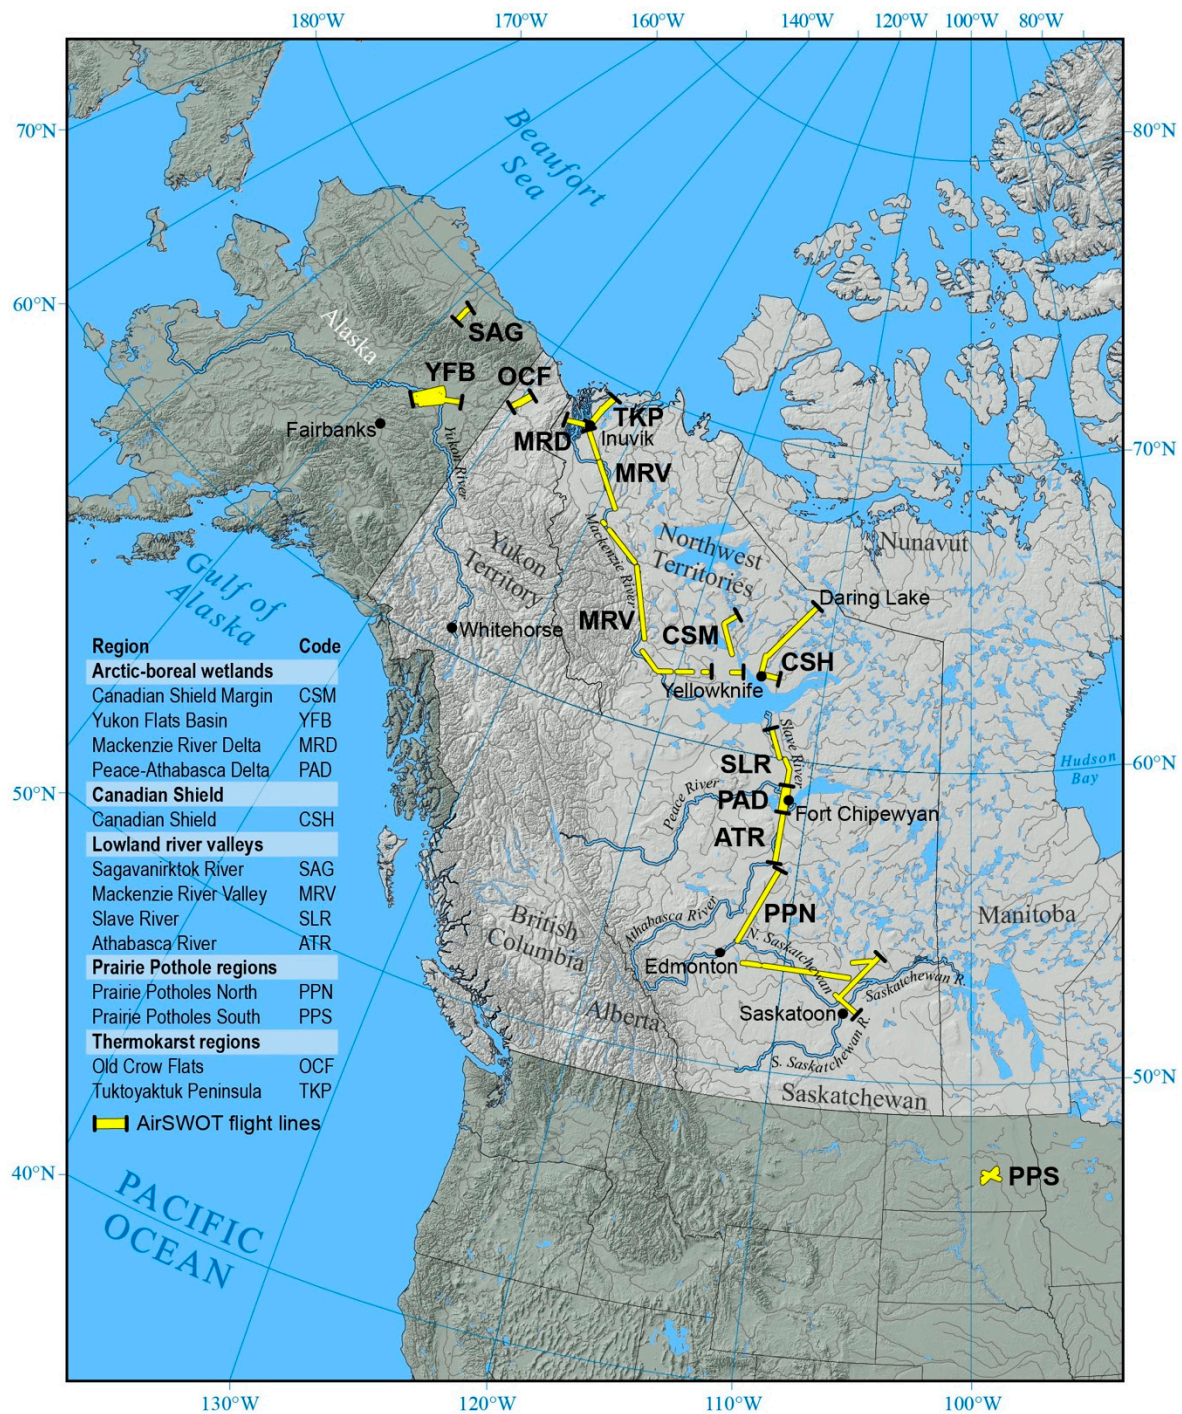 180°W 170°W 160°W 140°W 120°W 100°W 80°W
70°N
80°N
Beaufort
Sea
60°N
Alaska
SAG
YFB
OCF
TKP
Fairbanks
MRD
Inuvik
70°N
Yukon River
MRV
Mackenzie River
Northwest
Territories
Nunavut
Yukon
Territory
Gulf of
Alaska
Daring Lake
Whitehorse
MRV
CSM
CSH
Yellowknife
Region Code
Arctic-boreal wetlands
Canadian Shield Margin CSM
Yukon Flats Basin YFB
Mackenzie River Delta MRD
Peace-Athabasca Delta PAD
Canadian Shield
Canadian Shield CSH
Lowland river valleys
Sagavanirktok River SAG
Mackenzie River Valley MRV
Slave River SLR
Athabasca River ATR
Prairie Pothole regions
Prairie Potholes North PPN
Prairie Potholes South PPS
Thermokarst regions
Old Crow Flats OCF
Tuktoyaktuk Peninsula TKP
AirSWOT flight lines
Slave River
SLR
Hudson
Bay
60°N
50°N
Peace River
PAD
Fort Chipewyan
ATR
PPN
Athabasca River
British
Columbia
Manitoba
N. Saskatchewan
Edmonton
Saskatchewan R.
Alberta
Saskatoon
S. Saskatchewan R.
50°N
Saskatchewan
40°N
PPS
PACIFIC
OCEAN
130°W 120°W 110°W 100°W